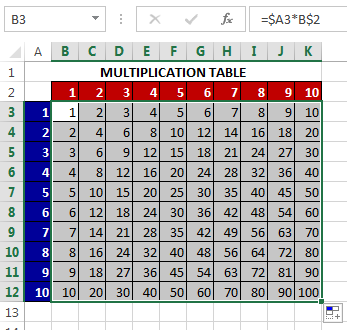 B3 fx =$A3*B$2
A B C D E F G H I J K
1 MULTIPLICATION TABLE
2 1 2 3 4 5 6 7 8 9 10
3 1 1 2 3 4 5 6 7 8 9 10
4 2 2 4 6 8 10 12 14 16 18 20
5 3 3 6 9 12 15 18 21 24 27 30
6 4 4 8 12 16 20 24 28 32 36 40
7 5 5 10 15 20 25 30 35 40 45 50
8 6 6 12 18 24 30 36 42 48 54 60
9 7 7 14 21 28 35 42 49 56 63 70
10 8 8 16 24 32 40 48 56 64 72 80
11 9 9 18 27 36 45 54 63 72 81 90
12 10 10 20 30 40 50 60 70 80 90 100
13